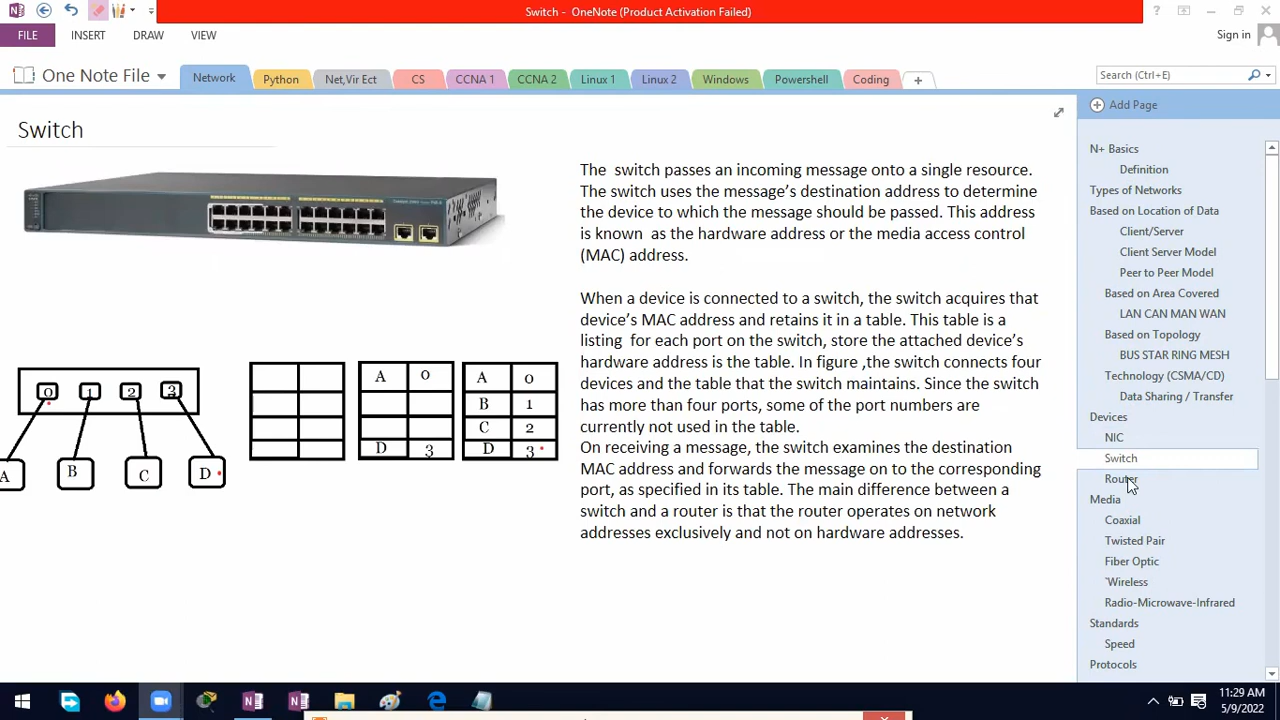 Switch - OneNote (Product Activation Failed)
?
FILE
INSERT
DRAW
VIEW
Sign in
One Note File
Network
Python
Net,Vir Ect
CS
CCNA 1
CCNA 2
Linux 1
Linux 2
Windows
Powershell
Coding
Search (Ctrl+E)
Switch
The switch passes an incoming message onto a single resource.
The switch uses the message’s destination address to determine
the device to which the message should be passed. This address
is known as the hardware address or the media access control
(MAC) address.
When a device is connected to a switch, the switch acquires that
device’s MAC address and retains it in a table. This table is a
listing for each port on the switch, store the attached device’s
hardware address is the table. In figure ,the switch connects four
devices and the table that the switch maintains. Since the switch
has more than four ports, some of the port numbers are
currently not used in the table.
On receiving a message, the switch examines the destination
MAC address and forwards the message on to the corresponding
port, as specified in its table. The main difference between a
switch and a router is that the router operates on network
addresses exclusively and not on hardware addresses.
0 1 2 3
A B C D
A 0
D 3
A 0
B 1
C 2
D 3
Add Page
N+ Basics
Definition
Types of Networks
Based on Location of Data
Client/Server
Client Server Model
Peer to Peer Model
Based on Area Covered
LAN CAN MAN WAN
Based on Topology
BUS STAR RING MESH
Technology (CSMA/CD)
Data Sharing / Transfer
Devices
NIC
Switch
Router
Media
Coaxial
Twisted Pair
Fiber Optic
`Wireless
Radio-Microwave-Infrared
Standards
Speed
Protocols
11:29 AM
5/9/2022